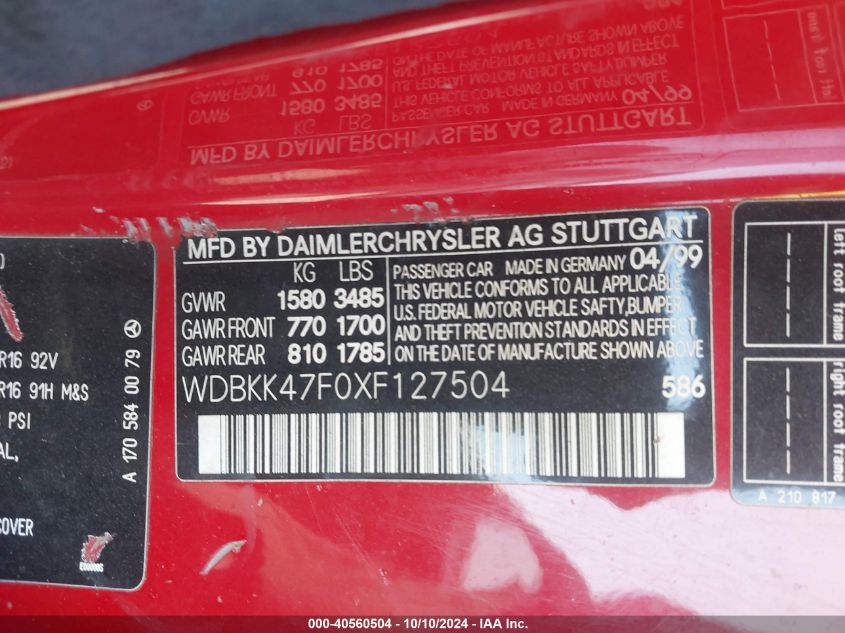 MFD BY DAIMLERCHRYSLER AG STUTTGART
KG LBS
GVWR 1580 3485
GAWR FRONT 770 1700
GAWR REAR 810 1785
PASSENGER CAR MADE IN GERMANY 04/99
THIS VEHICLE CONFORMS TO ALL APPLICABLE
U.S. FEDERAL MOTOR VEHICLE SAFTY,BUMPER
AND THEFT PREVENTION STANDARDS IN EFFECT
ON THE DATE OF MANUFACTURE SHOWN ABOVE
WDBKK47F0XF127504 586
R16 92V
R16 91H M&S
PSI
AL,
COVER
A 170 584 00 79
left roof frame
right roof frame
A 210 817
000-40560504 - 10/10/2024 - IAA Inc.